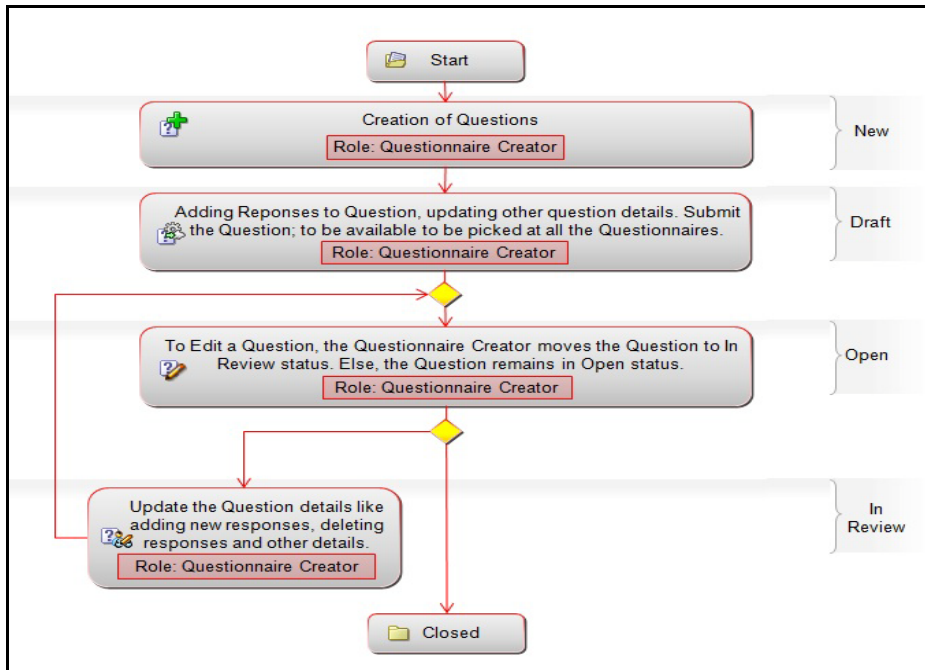 Start
Creation of Questions
Role: Questionnaire Creator
New
Adding Reponses to Question, updating other question details. Submit
the Question; to be available to be picked at all the Questionnaires.
Role: Questionnaire Creator
Draft
To Edit a Question, the Questionnaire Creator moves the Question to In
Review status. Else, the Question remains in Open status.
Role: Questionnaire Creator
Open
Update the Question details like
adding new responses, deleting
responses and other details.
Role: Questionnaire Creator
In
Review
Closed